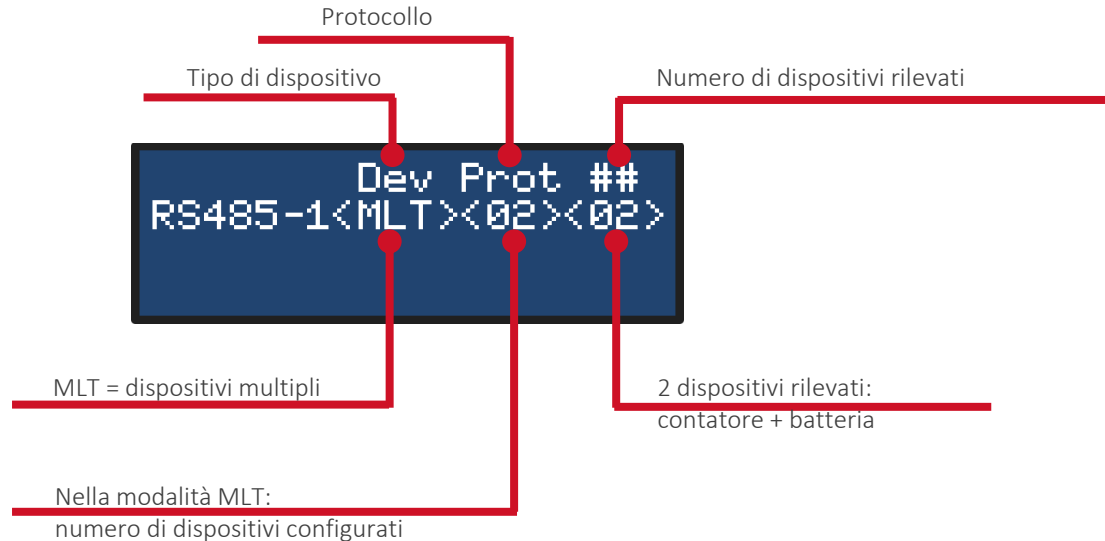 Protocollo
Tipo di dispositivo
Numero di dispositivi rilevati
Dev Prot ##
RS485-1<MLT><02><02>
MLT = dispositivi multipli
2 dispositivi rilevati:
contatore + batteria
Nella modalità MLT:
numero di dispositivi configurati